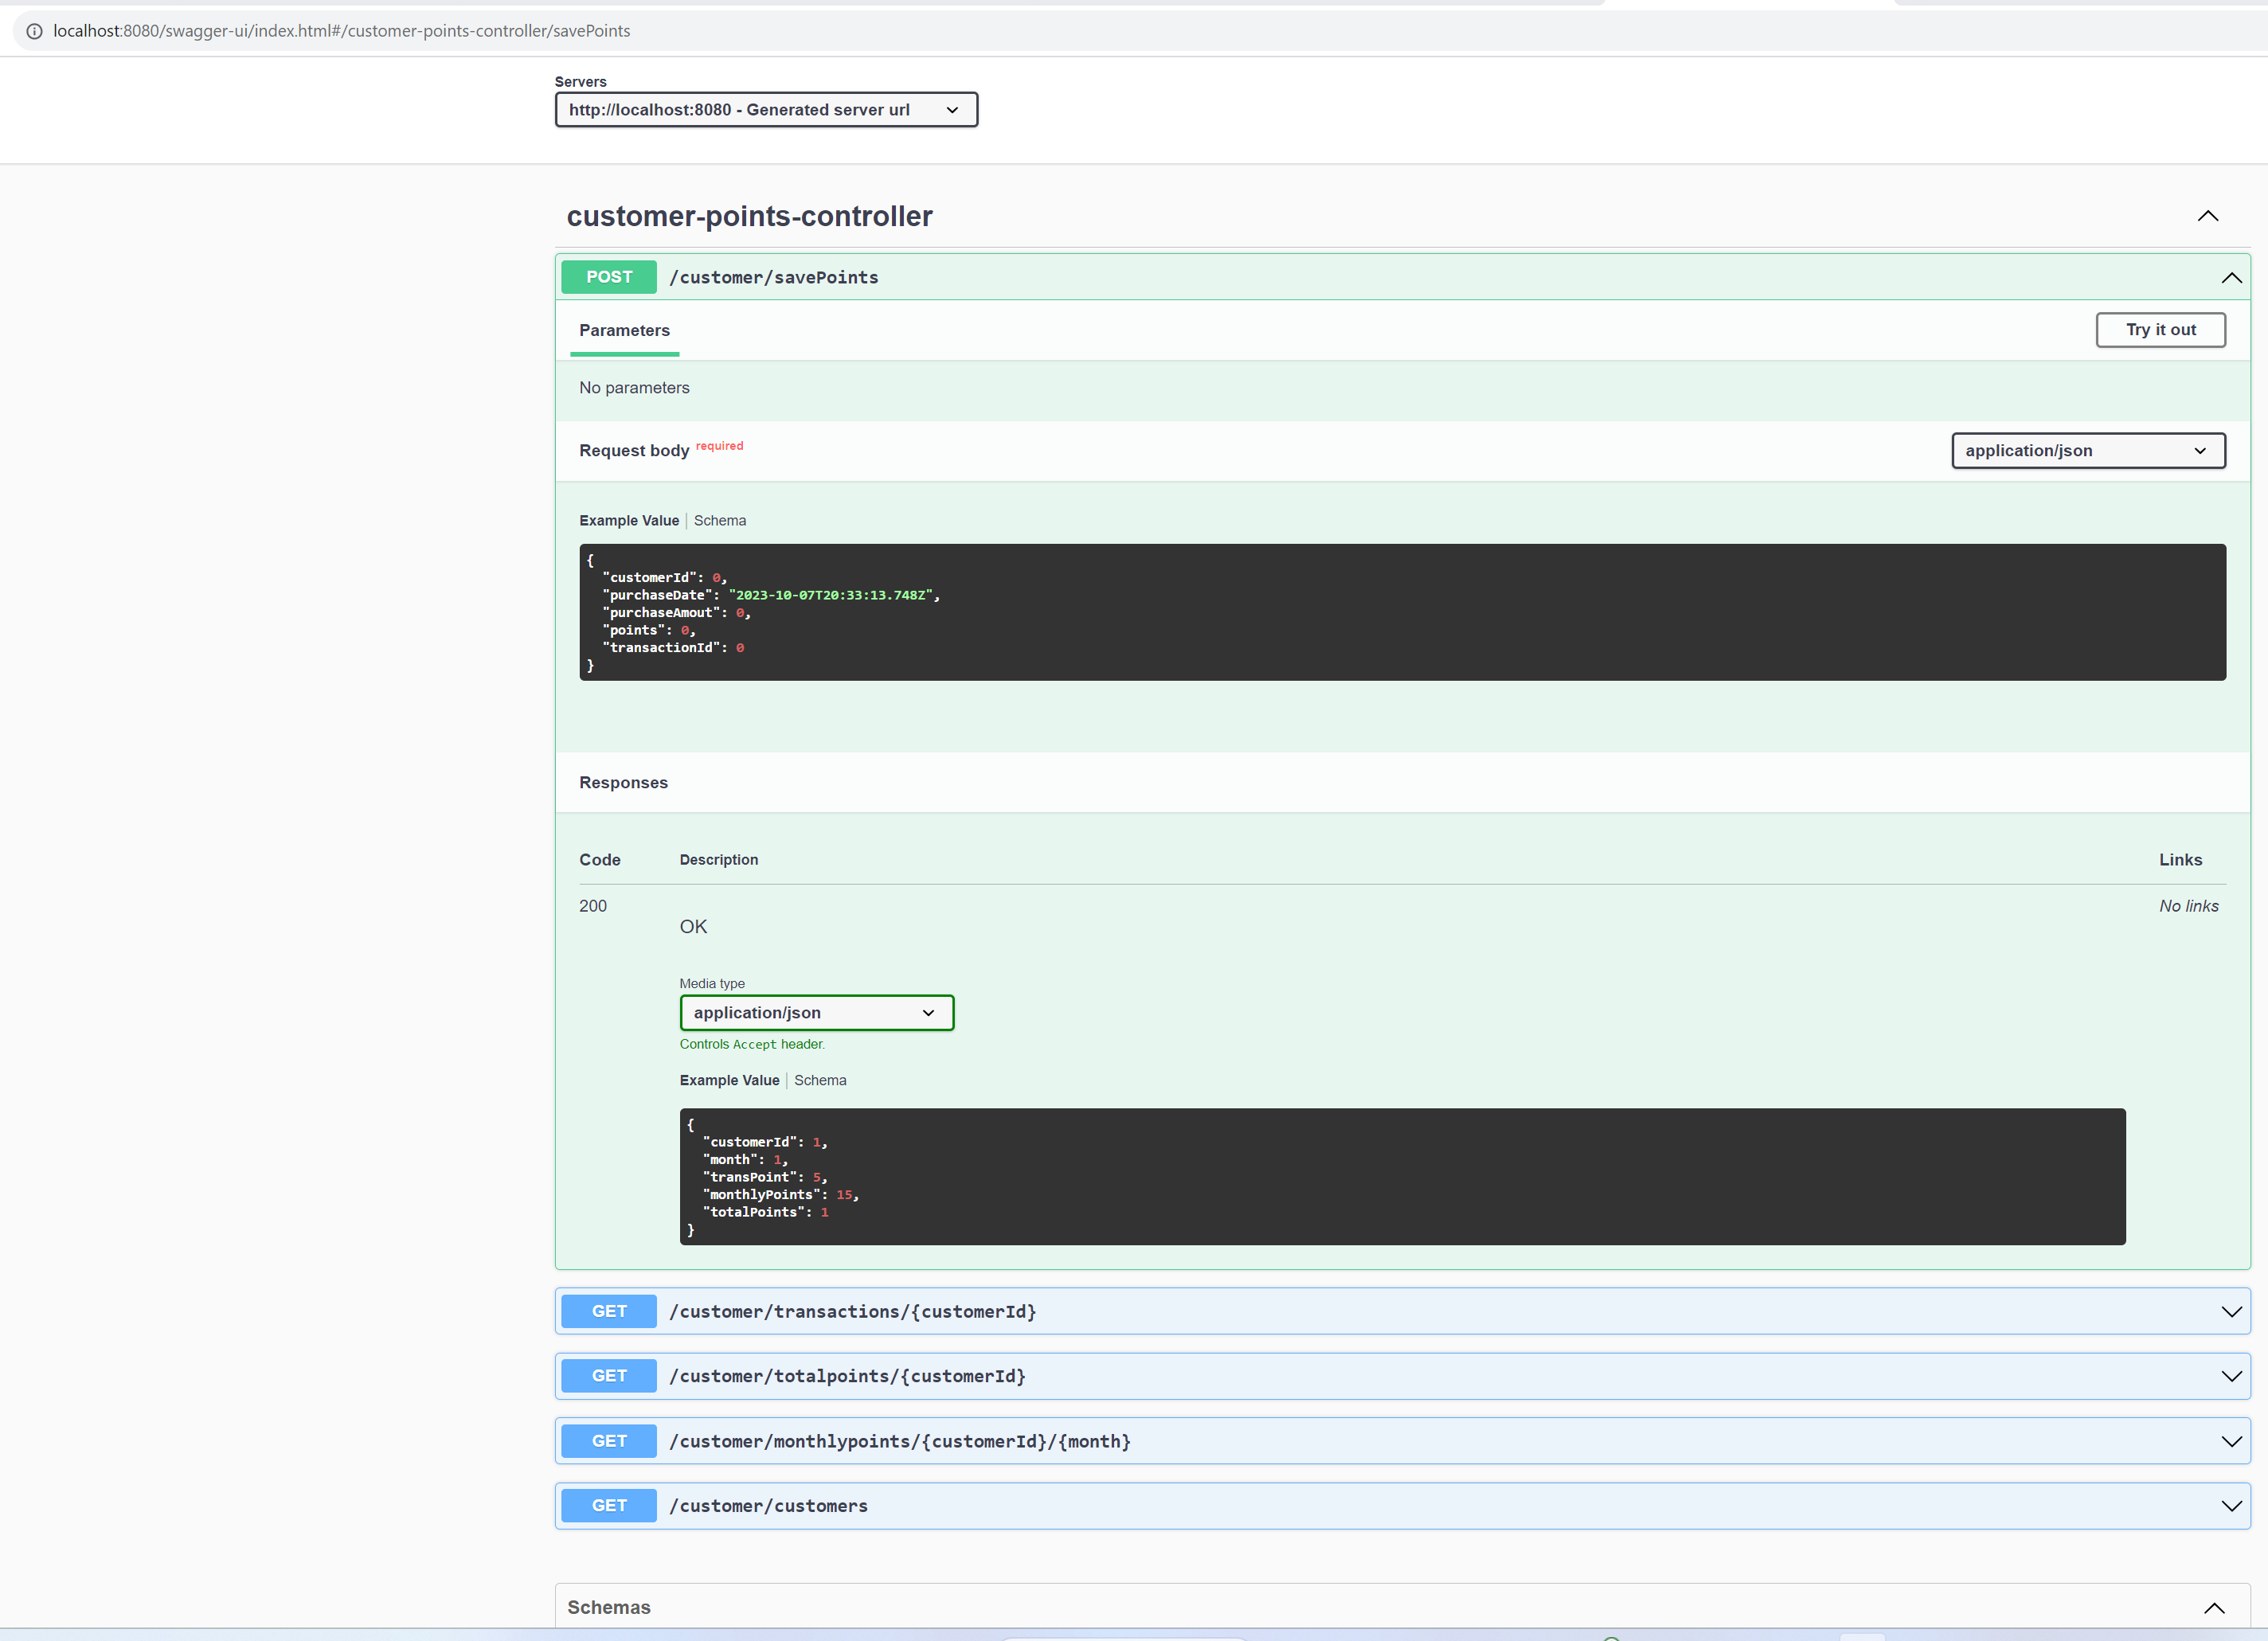 localhost:8080/swagger-ui/index.html#/customer-points-controller/savePoints
Servers
http://localhost:8080 - Generated server url
customer-points-controller
POST /customer/savePoints
Parameters
Try it out
No parameters
Request body required
application/json
Example Value | Schema
{
"customerId": 0,
"purchaseDate": "2023-10-07T20:33:13.748Z",
"purchaseAmout": 0,
"points": 0,
"transactionId": 0
}
Responses
Code Description Links
200 No links
OK
Media type
application/json
Controls Accept header.
Example Value | Schema
{
"customerId": 1,
"month": 1,
"transPoint": 5,
"monthlyPoints": 15,
"totalPoints": 1
}
GET /customer/transactions/{customerId}
GET /customer/totalpoints/{customerId}
GET /customer/monthlypoints/{customerId}/{month}
GET /customer/customers
Schemas